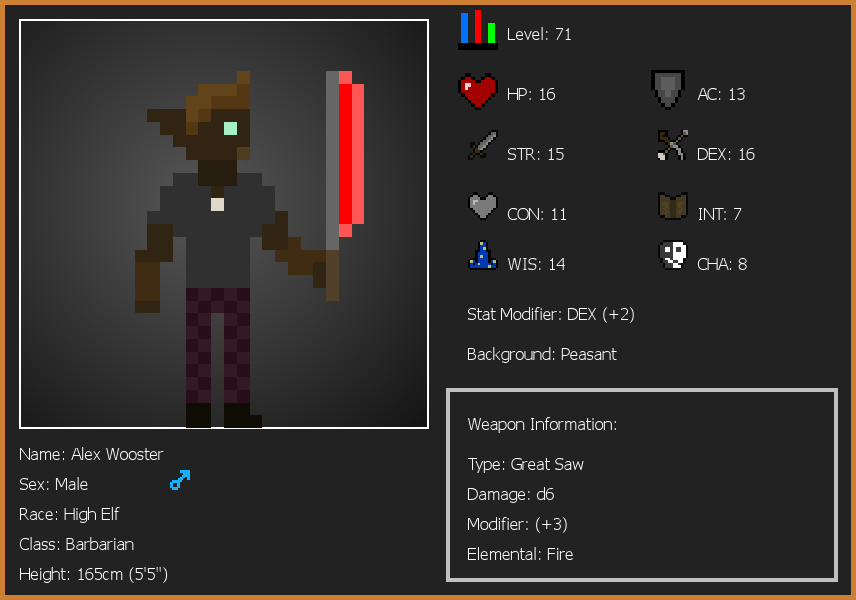 Level: 71
HP: 16
AC: 13
STR: 15
DEX: 16
CON: 11
INT: 7
WIS: 14
CHA: 8
Stat Modifier: DEX (+2)
Background: Peasant
Weapon Information:
Type: Great Saw
Damage: d6
Modifier: (+3)
Elemental: Fire
Name: Alex Wooster
Sex: Male
Race: High Elf
Class: Barbarian
Height: 165cm (5'5")